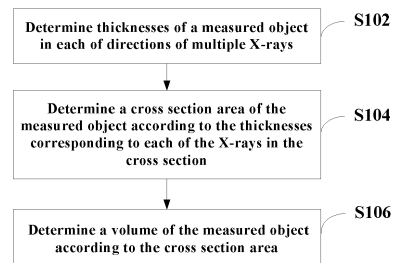 Determine thicknesses of a measured object
in each of directions of multiple X-rays
S102
Determine a cross section area of the
measured object according to the thicknesses
corresponding to each of the X-rays in the
cross section
S104
Determine a volume of the measured object
according to the cross section area
S106